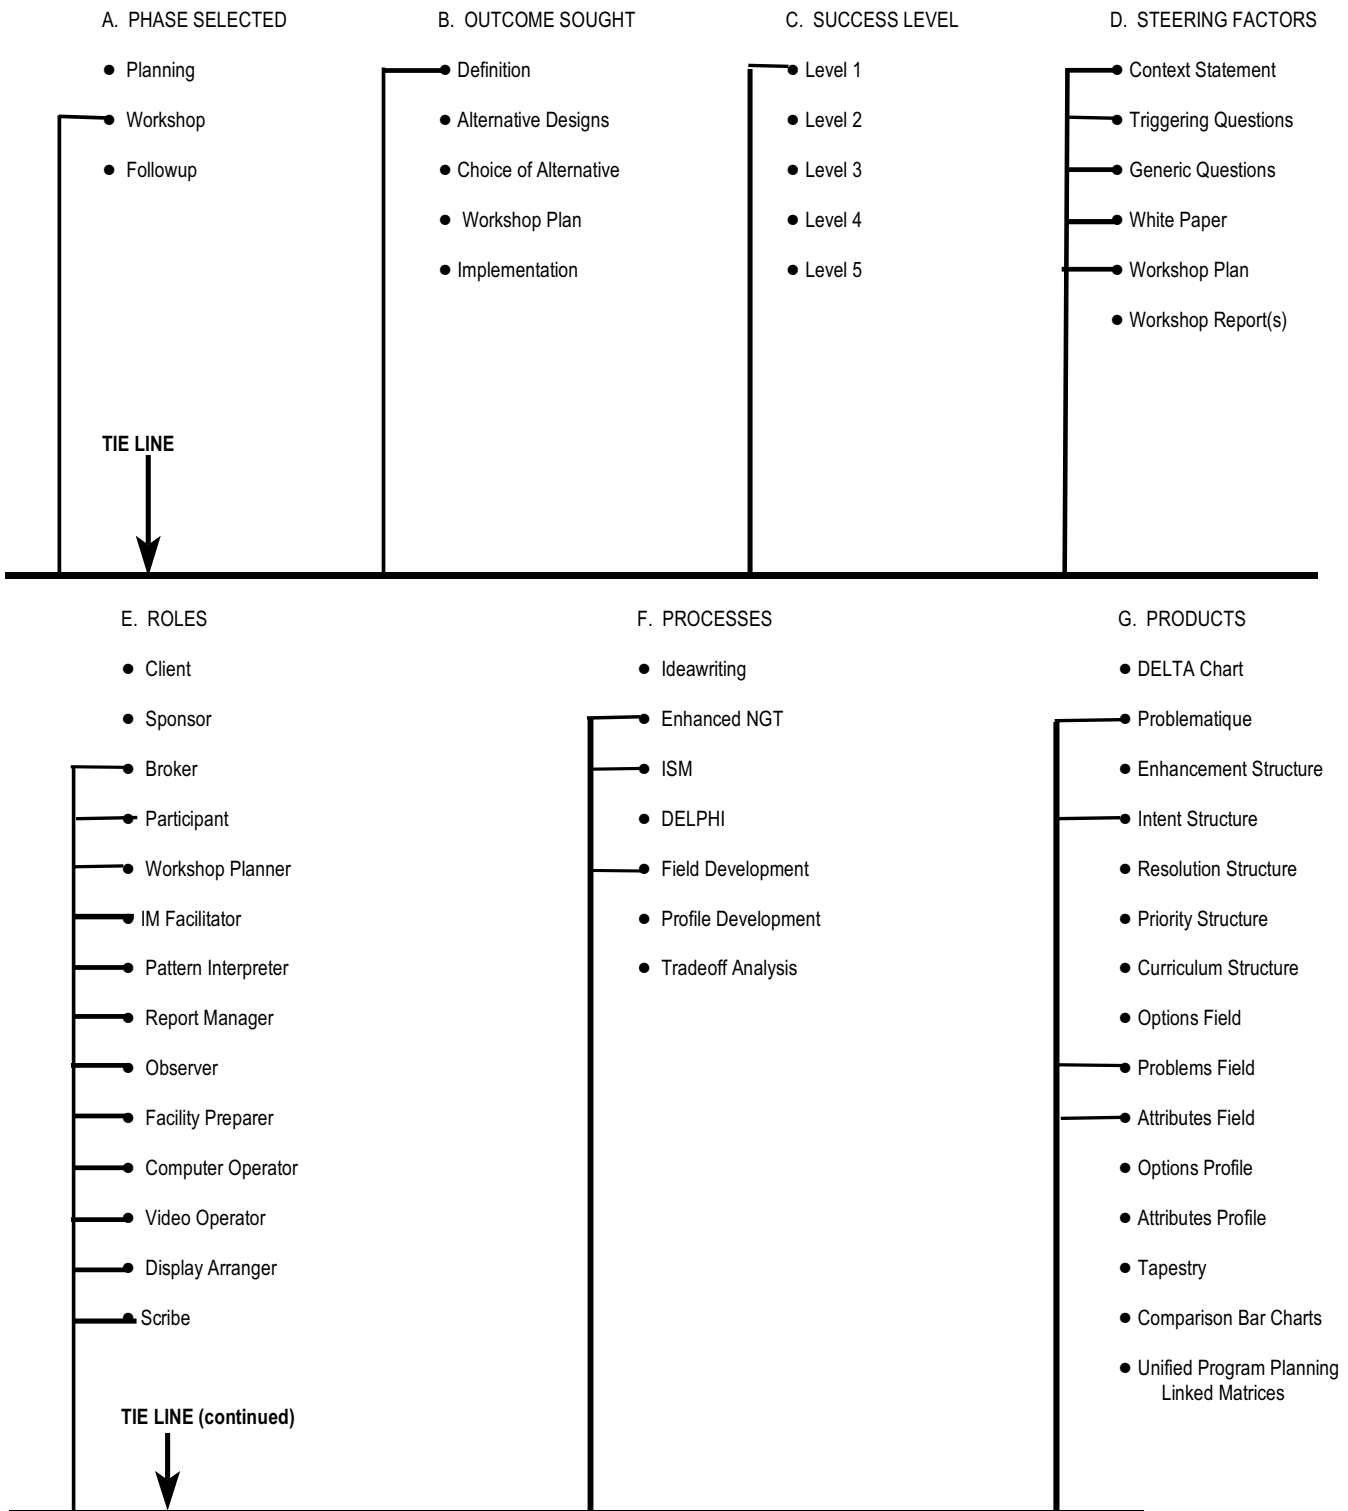 A. PHASE SELECTED
● Planning
● Workshop
● Followup
B. OUTCOME SOUGHT
● Definition
● Alternative Designs
● Choice of Alternative
● Workshop Plan
● Implementation
C. SUCCESS LEVEL
● Level 1
● Level 2
● Level 3
● Level 4
● Level 5
D. STEERING FACTORS
● Context Statement
● Triggering Questions
● Generic Questions
● White Paper
● Workshop Plan
● Workshop Report(s)
TIE LINE
E. ROLES
● Client
● Sponsor
● Broker
● Participant
● Workshop Planner
● IM Facilitator
● Pattern Interpreter
● Report Manager
● Observer
● Facility Preparer
● Computer Operator
● Video Operator
● Display Arranger
● Scribe
F. PROCESSES
● Ideawriting
● Enhanced NGT
● ISM
● DELPHI
● Field Development
● Profile Development
● Tradeoff Analysis
G. PRODUCTS
● DELTA Chart
● Problematique
● Enhancement Structure
● Intent Structure
● Resolution Structure
● Priority Structure
● Curriculum Structure
● Options Field
● Problems Field
● Attributes Field
● Options Profile
● Attributes Profile
● Tapestry
● Comparison Bar Charts
● Unified Program Planning
Linked Matrices
TIE LINE (continued)